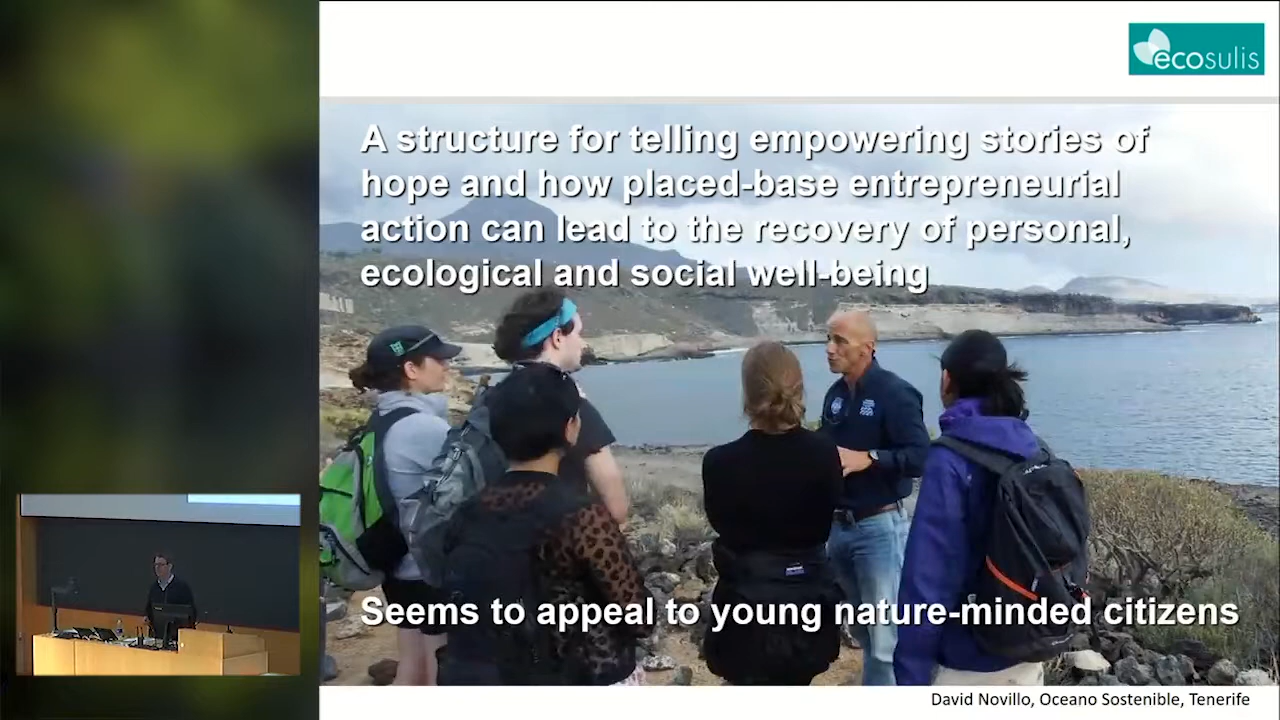 ecosulis
A structure for telling empowering stories of
hope and how placed-base entrepreneurial
action can lead to the recovery of personal,
ecological and social well-being
Seems to appeal to young nature-minded citizens
David Novillo, Oceano Sostenible, Tenerife